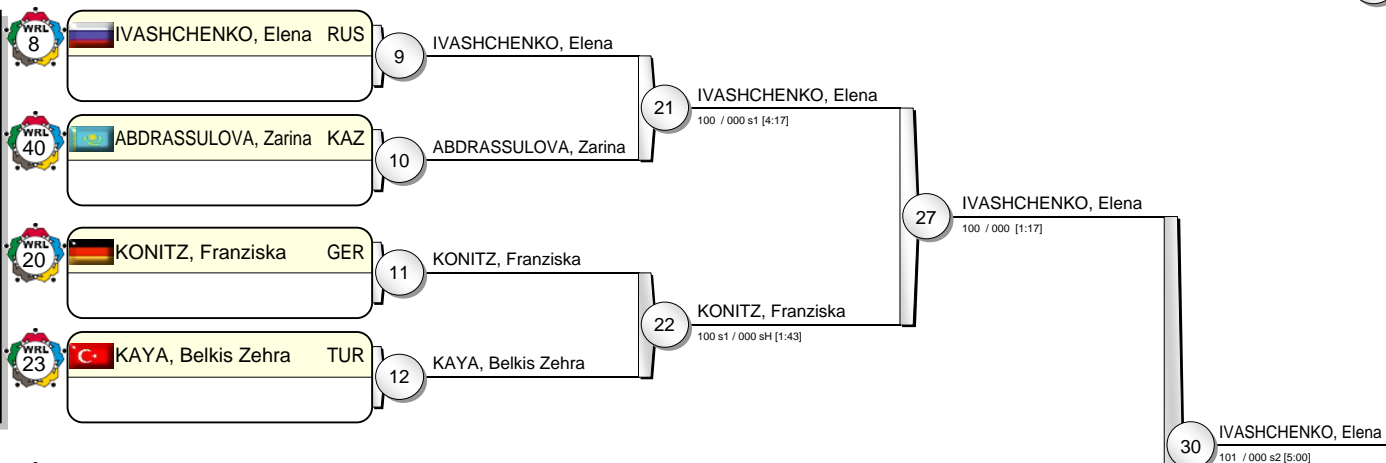 WRL
8
IVASHCHENKO, Elena RUS
9
IVASHCHENKO, Elena
21
IVASHCHENKO, Elena
100 / 000 s1 [4:17]
WRL
40
ABDRASSULOVA, Zarina KAZ
10
ABDRASSULOVA, Zarina
27
IVASHCHENKO, Elena
100 / 000 [1:17]
WRL
20
KONITZ, Franziska GER
11
KONITZ, Franziska
22
KONITZ, Franziska
100 s1 / 000 sH [1:43]
WRL
23
KAYA, Belkis Zehra TUR
12
KAYA, Belkis Zehra
30
IVASHCHENKO, Elena
101 / 000 s2 [5:00]